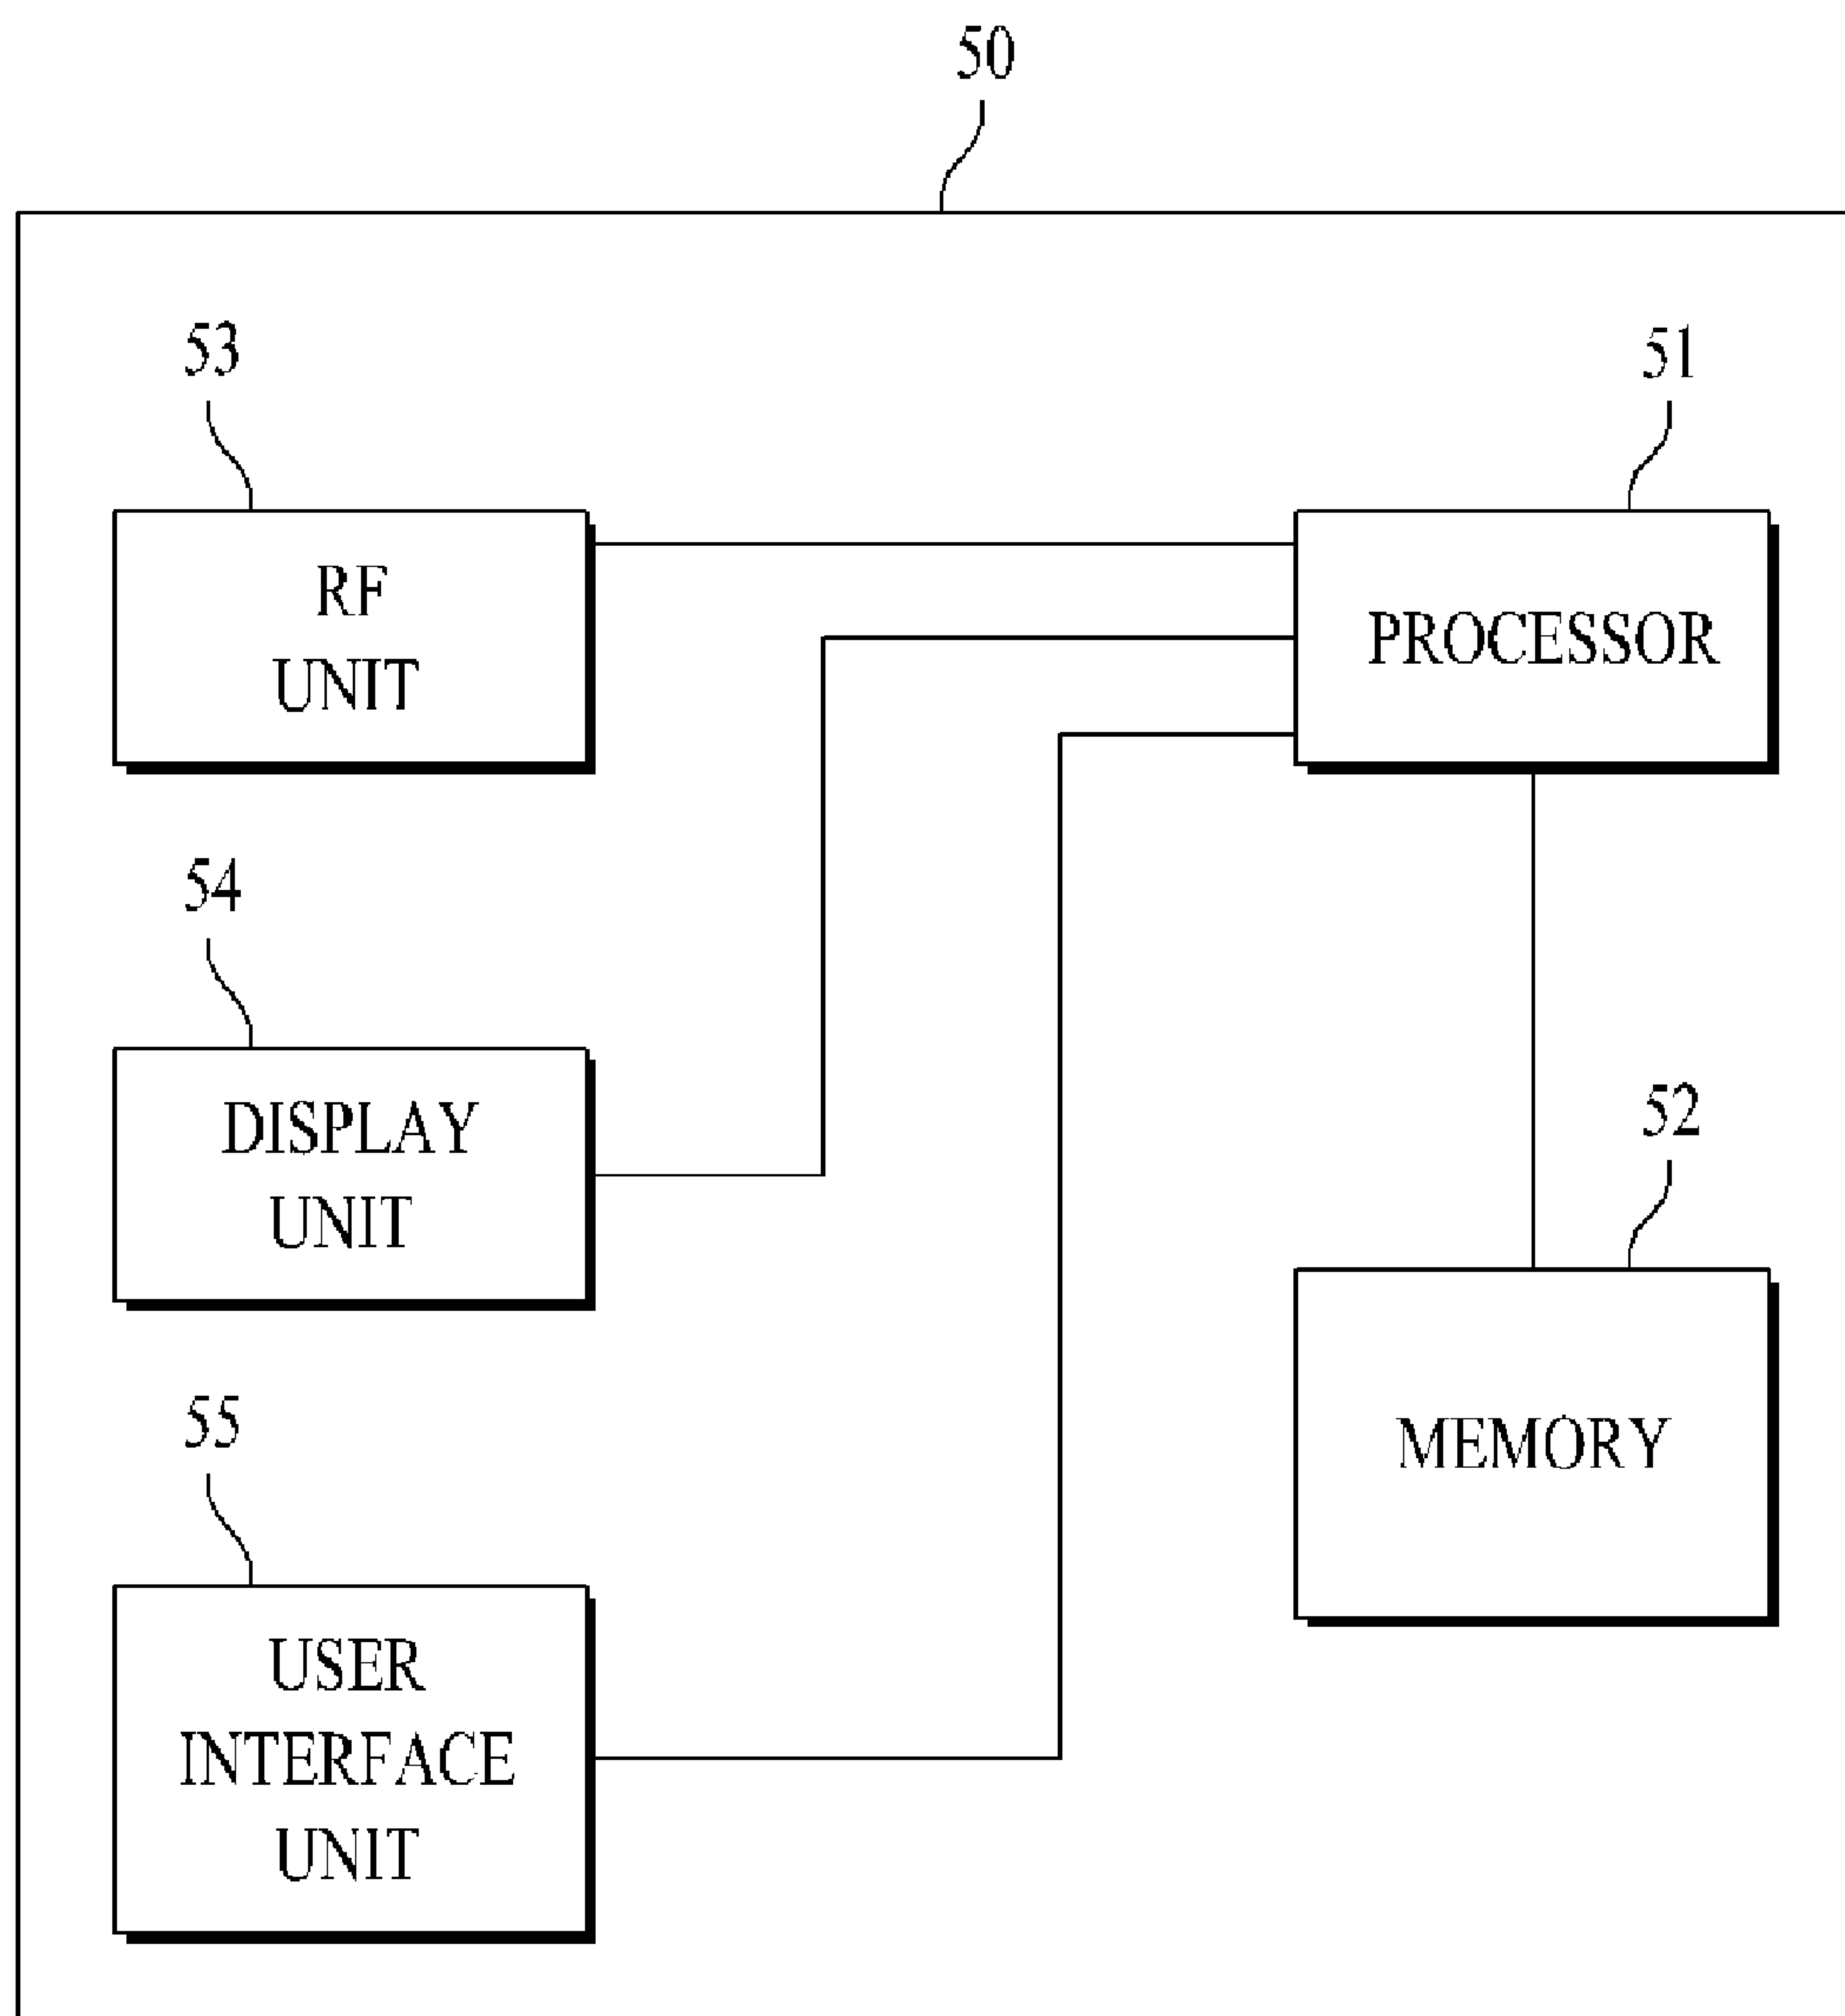 50
53
51
RF
UNIT
PROCESSOR
54
DISPLAY
UNIT
52
MEMORY
55
USER
INTERFACE
UNIT